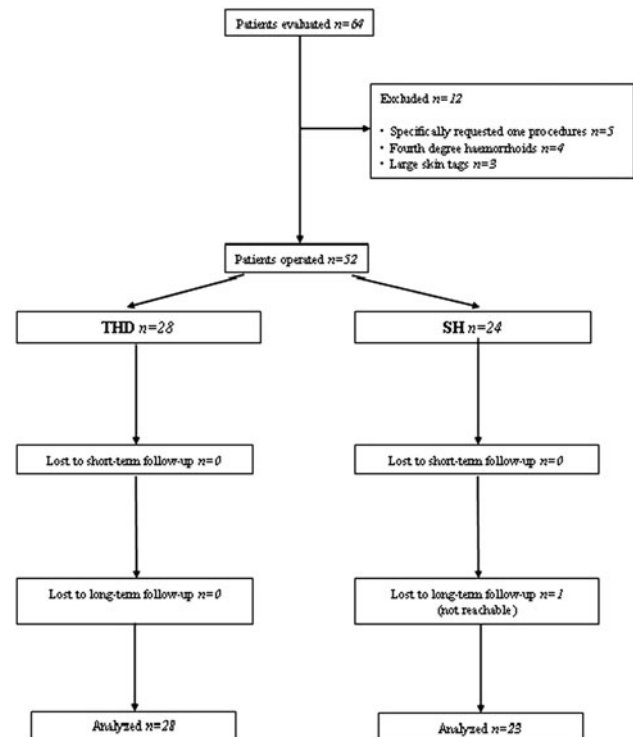 Patients evaluated n=64
Excluded n=12
• Specifically requested one procedures n=5
• Fourth degree haemorrhoids n=4
• Large skin tags n=3
Patients operated n=52
THD n=28
SH n=24
Lost to short-term follow-up n=0
Lost to short-term follow-up n=0
Lost to long-term follow-up n=0
Lost to long-term follow-up n=1
(not reachable)
Analyzed n=28
Analyzed n=23